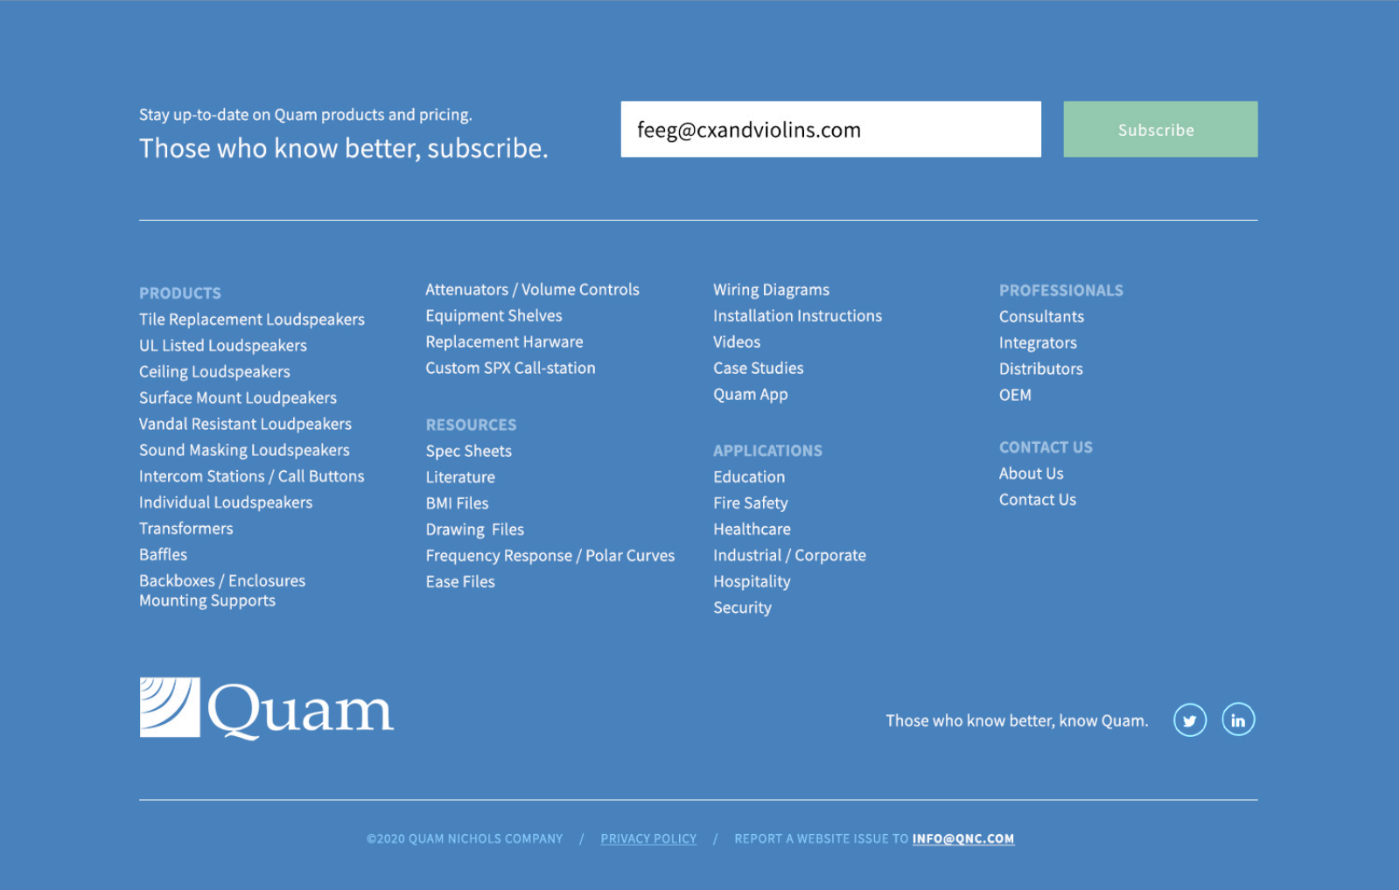 Stay up-to-date on Quam products and pricing.
Those who know better, subscribe.
feeg@cxandviolins.com
Subscribe
PRODUCTS
Tile Replacement Loudspeakers
UL Listed Loudspeakers
Ceiling Loudspeakers
Surface Mount Loudpeakers
Vandal Resistant Loudpeakers
Sound Masking Loudspeakers
Intercom Stations / Call Buttons
Individual Loudspeakers
Transformers
Baffles
Backboxes / Enclosures
Mounting Supports
Attenuators / Volume Controls
Equipment Shelves
Replacement Harware
Custom SPX Call-station
RESOURCES
Spec Sheets
Literature
BMI Files
Drawing  Files
Frequency Response / Polar Curves
Ease Files
Wiring Diagrams
Installation Instructions
Videos
Case Studies
Quam App
APPLICATIONS
Education
Fire Safety
Healthcare
Industrial / Corporate
Hospitality
Security
PROFESSIONALS
Consultants
Integrators
Distributors
OEM
CONTACT US
About Us
Contact Us
Quam
Those who know better, know Quam.
in
©2020 QUAM NICHOLS COMPANY / PRIVACY POLICY / REPORT A WEBSITE ISSUE TO INFO@QNC.COM